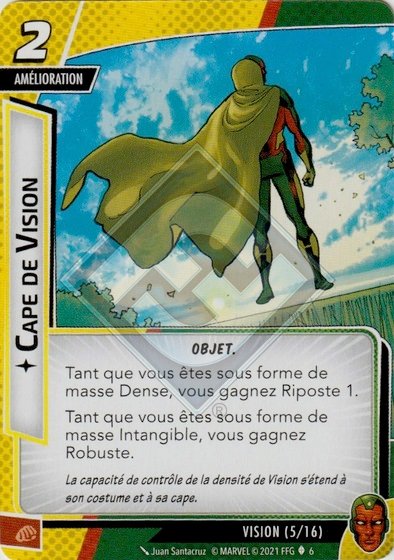 2
AMÉLIORATION
CAPE DE VISION
OBJET.
Tant que vous êtes sous forme de
masse Dense, vous gagnez Riposte 1.
Tant que vous êtes sous forme de
masse Intangible, vous gagnez
Robuste.
La capacité de contrôle de la densité de Vision s'étend à
son costume et à sa cape.
VISION (5/16)
Juan Santacruz © MARVEL © 2021 FFG 6